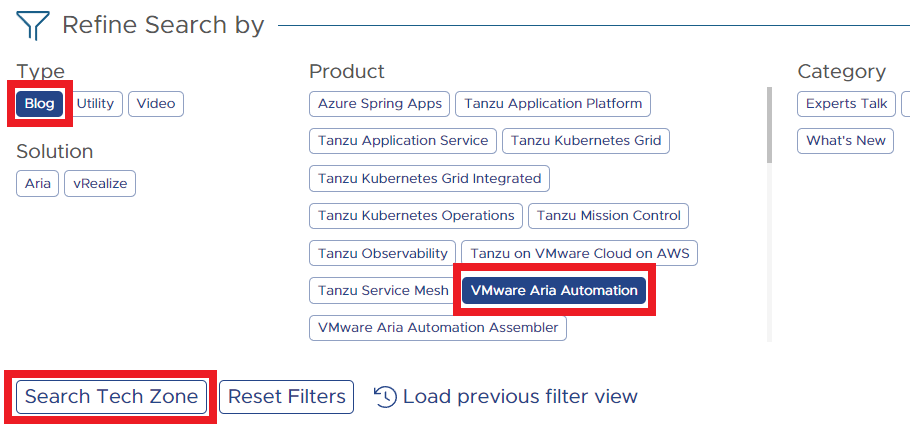 Refine Search by
Type
Blog Utility Video
Solution
Aria vRealize
Product
Azure Spring Apps Tanzu Application Platform
Tanzu Application Service Tanzu Kubernetes Grid
Tanzu Kubernetes Grid Integrated
Tanzu Kubernetes Operations Tanzu Mission Control
Tanzu Observability Tanzu on VMware Cloud on AWS
Tanzu Service Mesh VMware Aria Automation
VMware Aria Automation Assembler
Category
Experts Talk
What's New
Search Tech Zone Reset Filters Load previous filter view